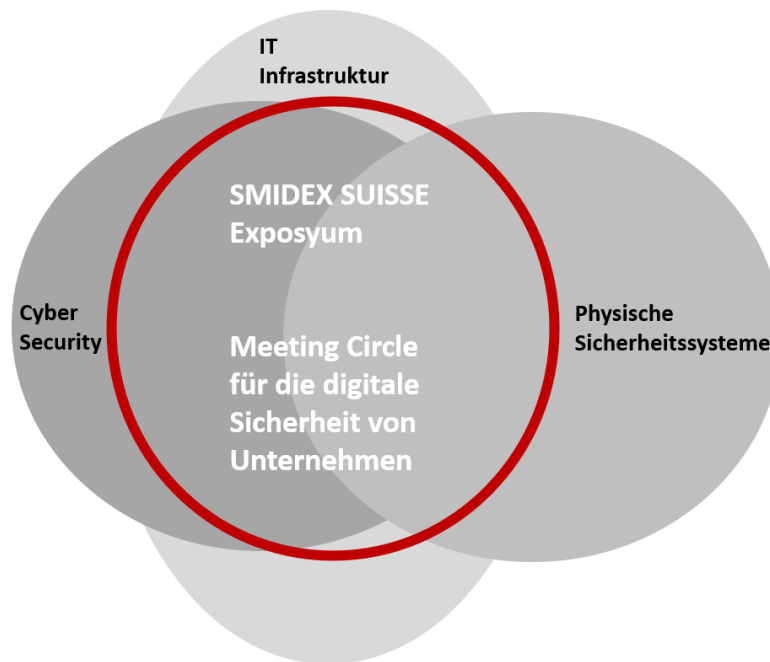 IT
Infrastruktur
SMIDEX SUISSE
Exposyum
Cyber
Security
Physische
Sicherheitssysteme
Meeting Circle
für die digitale
Sicherheit von
Unternehmen